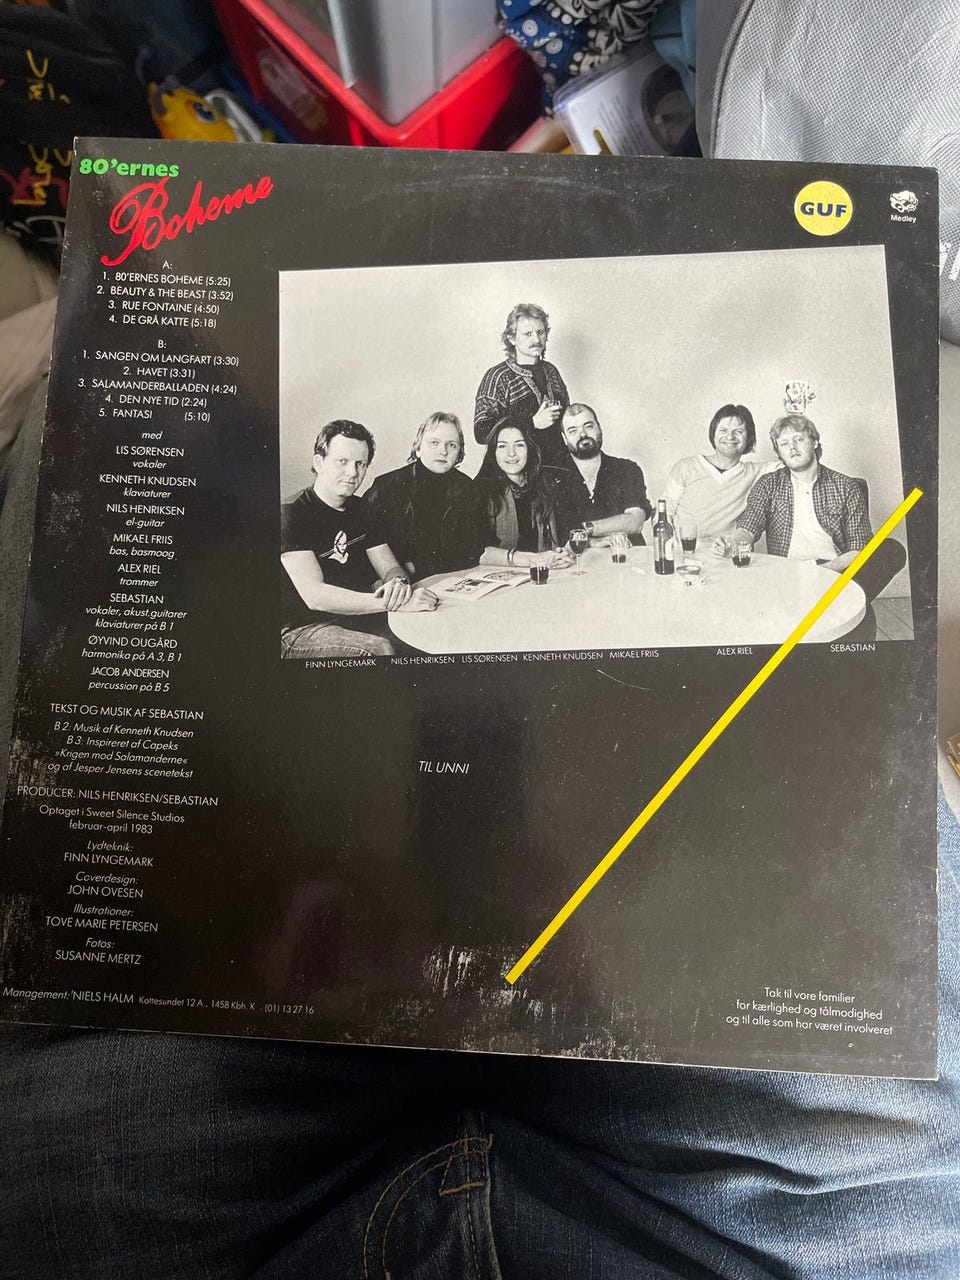 80'ernes
Boheme
GUF
Medley
A:
1. 80'ERNES BOHEME (5:25)
2. BEAUTY & THE BEAST (3:52)
3. RUE FONTAINE (4:50)
4. DE GRÅ KATTE (5:18)
B:
1. SANGEN OM LANGFART (3:30)
2. HAVET (3:31)
3. SALAMANDERBALLADEN (4:24)
4. DEN NYE TID (2:24)
5. FANTASI (5:10)
med
LIS SØRENSEN
vokaler
KENNETH KNUDSEN
klaviaturer
NILS HENRIKSEN
el-guitar
MIKAEL FRIIS
bas, basmoog
ALEX RIEL
trommer
SEBASTIAN
vokaler, akust.guitarer
klaviaturer på B 1
ØYVIND OUGÅRD
harmonika på A 3, B 1
JACOB ANDERSEN
percussion på B 5
TEKST OG MUSIK AF SEBASTIAN
B 2: Musik af Kenneth Knudsen
B 3: Inspireret af Capeks
»Krigen mod Salamanderne«
og af Jesper Jensens scenetekst
PRODUCER: NILS HENRIKSEN/SEBASTIAN
Optaget i Sweet Silence Studios
februar-april 1983
Lydteknik:
FINN LYNGEMARK
Coverdesign:
JOHN OVESEN
Illustrationer:
TOVE MARIE PETERSEN
Fotos:
SUSANNE MERTZ
Management: NIELS HALM Kattesundet 12 A . 1458 Kbh. K . (01) 13 27 16
FINN LYNGEMARK NILS HENRIKSEN LIS SØRENSEN KENNETH KNUDSEN MIKAEL FRIIS ALEX RIEL SEBASTIAN
TIL UNNI
Tak til vore familier
for kærlighed og tålmodighed
og til alle som har været involveret